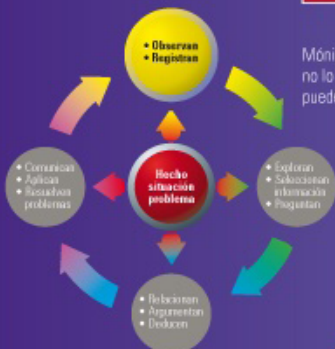 • Observan
• Registran
Móni
no lo
puede
• Comunican
• Aplican
• Resuelven
problemas
Hecho
situación
problema
• Exploran
• Seleccionan
información
• Preguntan
• Relacionan
• Argumentan
• Deducen